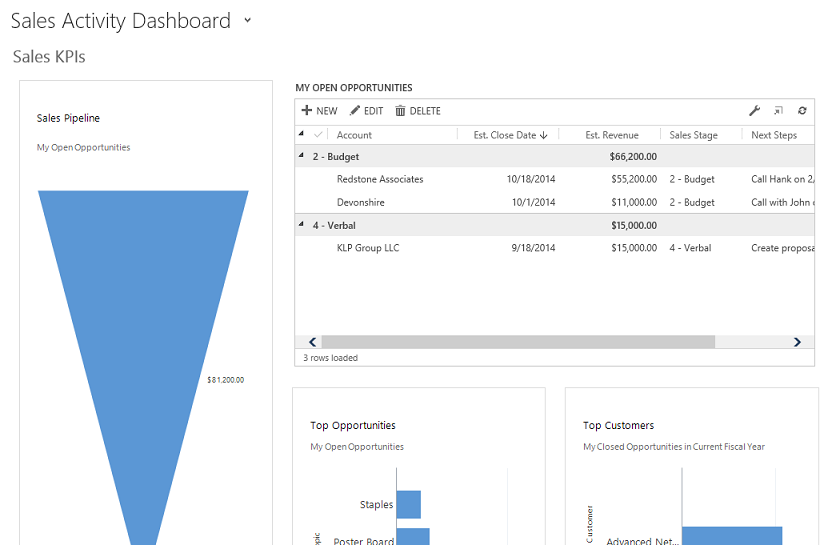 Sales Activity Dashboard
Sales KPIs
Sales Pipeline
My Open Opportunities
$81,200.00
MY OPEN OPPORTUNITIES
NEW EDIT DELETE
Account Est. Close Date Est. Revenue Sales Stage Next Steps
2 - Budget $66,200.00
Redstone Associates 10/18/2014 $55,200.00 2 - Budget Call Hank on 2/
Devonshire 10/1/2014 $11,000.00 2 - Budget Call with John
4 - Verbal $15,000.00
KLP Group LLC 9/18/2014 $15,000.00 4 - Verbal Create proposa
3 rows loaded
Top Opportunities
My Open Opportunities
Staples
Poster Board
Top Customers
My Closed Opportunities in Current Fiscal Year
Customer
Advanced Net...